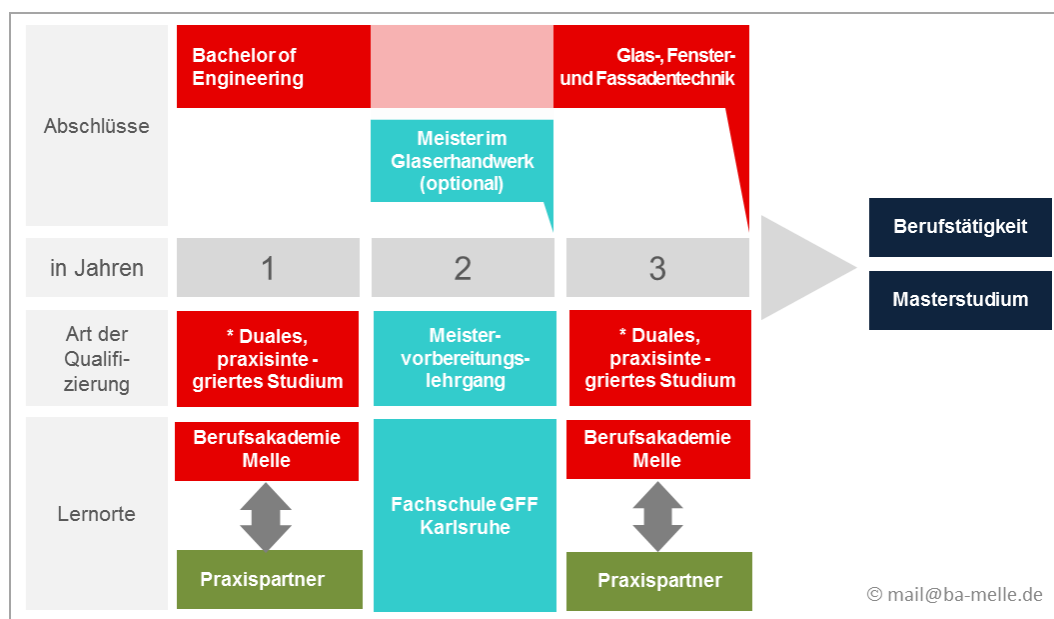 Abschlüsse
Bachelor of
Engineering
Glas-, Fenster-
und Fassadentechnik
Meister im
Glaserhandwerk
(optional)
in Jahren
1
2
3
Berufstätigkeit
Masterstudium
Art der
Qualifi-
zierung
* Duales,
praxisinte -
griertes Studium
Meister-
vorbereitungs-
lehrgang
* Duales,
praxisinte -
griertes Studium
Lernorte
Berufsakademie
Melle
Praxispartner
Fachschule GFF
Karlsruhe
Berufsakademie
Melle
Praxispartner
© mail@ba-melle.de